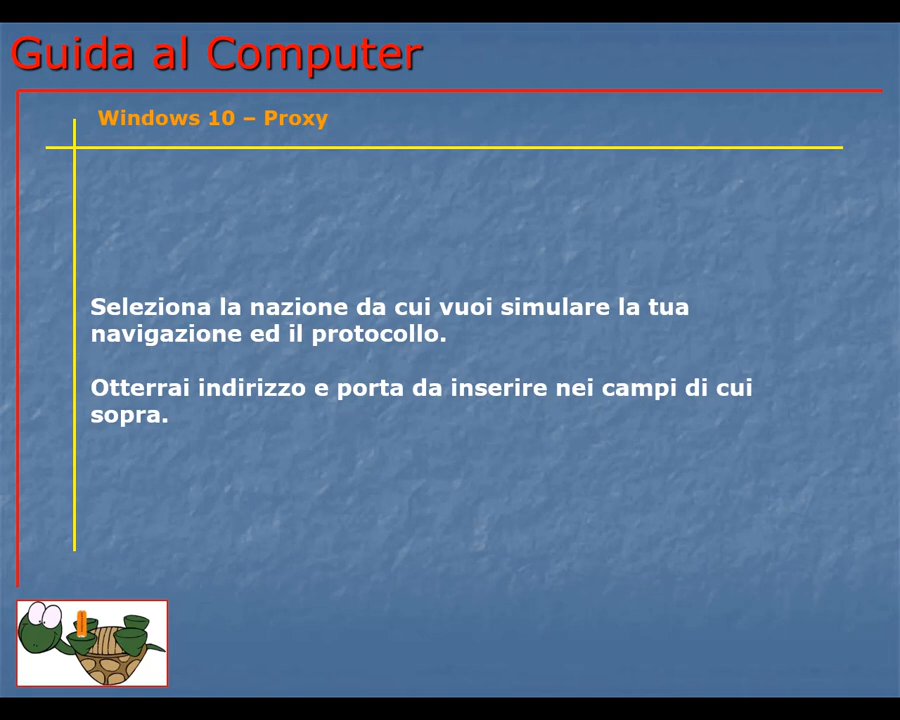 Guida al Computer
Windows 10 – Proxy
Seleziona la nazione da cui vuoi simulare la tua
navigazione ed il protocollo.
Otterrai indirizzo e porta da inserire nei campi di cui
sopra.